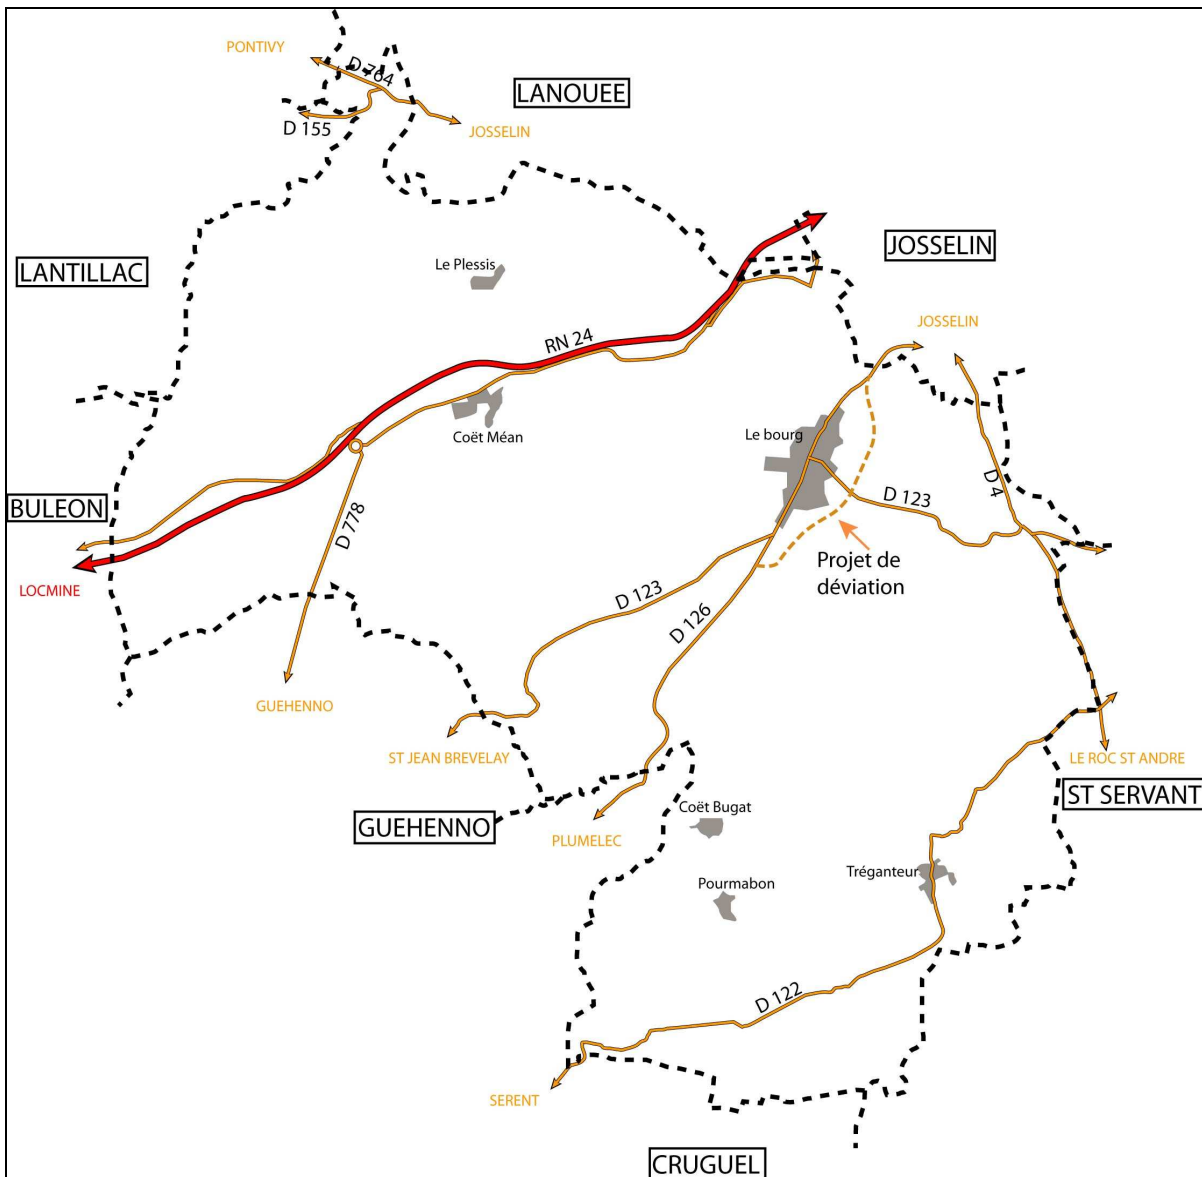 PONTIVY
D 764
LANOUEE
D 155
JOSSELIN
JOSSELIN
LANTILLAC
Le Plessis
JOSSELIN
RN 24
Le bourg
Coët Méan
D 4
D 123
BULEON
D 778
Projet de
déviation
LOCMINE
D 123
D 126
GUEHENNO
ST JEAN BREVELAY
LE ROC ST ANDRE
ST SERVANT
Coët Bugat
GUEHENNO
PLUMELEC
Tréganteur
Pourmabon
D 122
SERENT
CRUGUEL